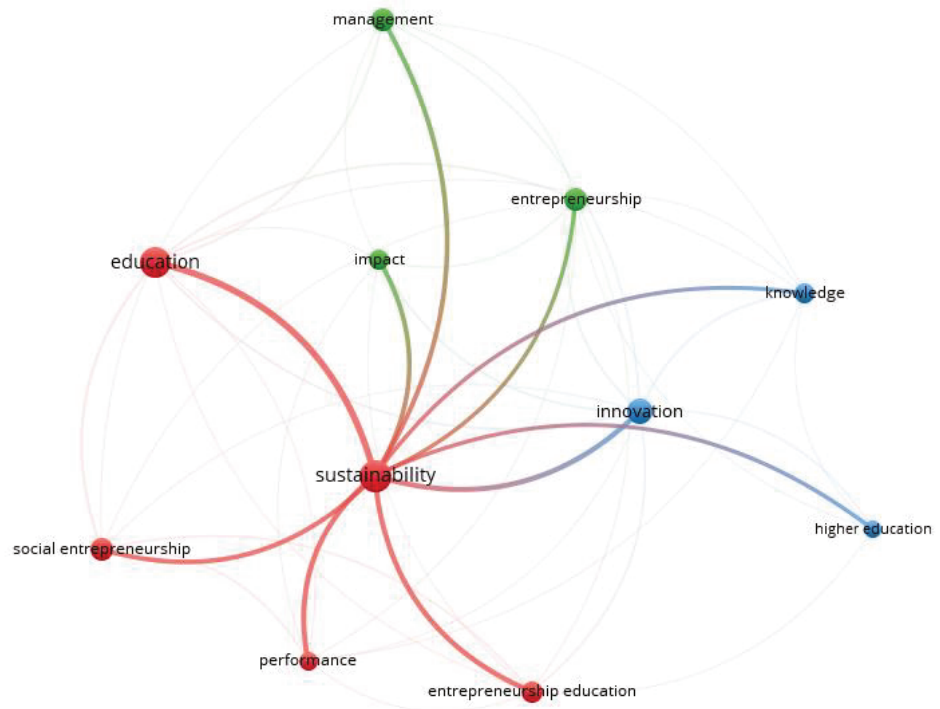 management
entrepreneurship
education
impact
knowledge
innovation
sustainability
higher education
social entrepreneurship
performance
entrepreneurship education